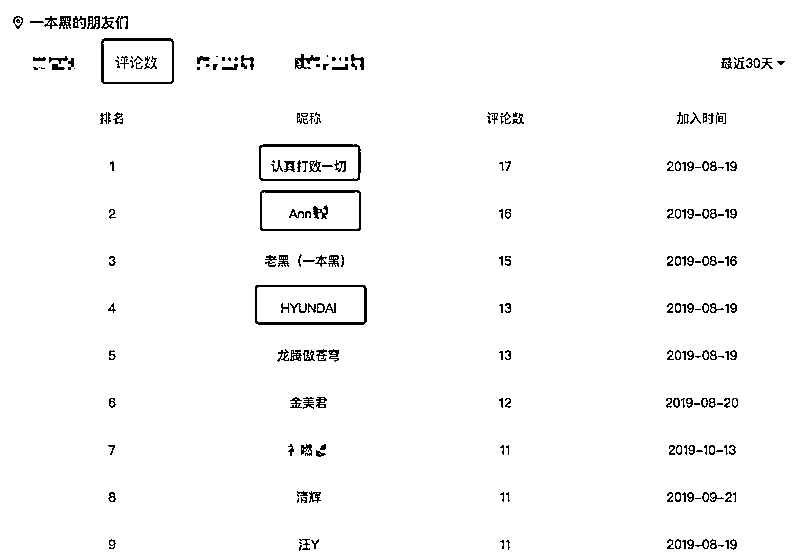 一本黑的朋友们
评论数 最近30天
排名 昵称 评论数 加入时间
1 认真打败一切 17 2019-08-19
2 Ann 16 2019-08-19
3 老黑（一本黑） 15 2019-08-16
4 HYUNDAI 13 2019-08-19
5 龙腾傲苍穹 13 2019-08-19
6 金美君 12 2019-08-20
7 燃 11 2019-10-13
8 清辉 11 2019-09-21
9 汪Y 11 2019-08-19